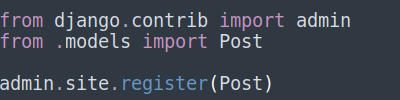 from django.contrib import admin
from .models import Post

admin.site.register(Post)